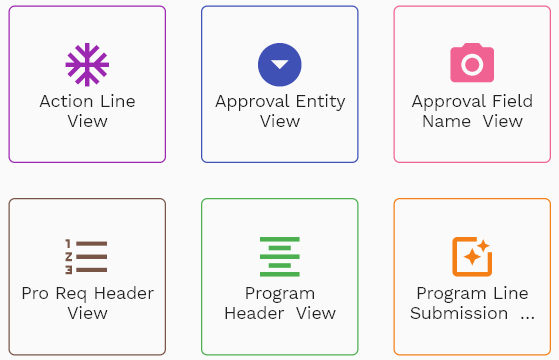 Action Line
View
Approval Entity
View
Approval Field
Name View
1
2
3
Pro Req Header
View
Program
Header View
Program Line
Submission ...